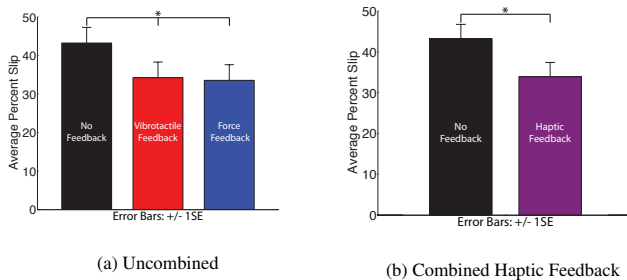 *
50
40
30
20
10
0
Average Percent Slip
No
Feedback
Vibrotactile
Feedback
Force
Feedback
Error Bars: +/- 1SE
(a) Uncombined
*
50
40
30
20
10
0
Average Percent Slip
No
Feedback
Haptic
Feedback
Error Bars: +/- 1SE
(b) Combined Haptic Feedback